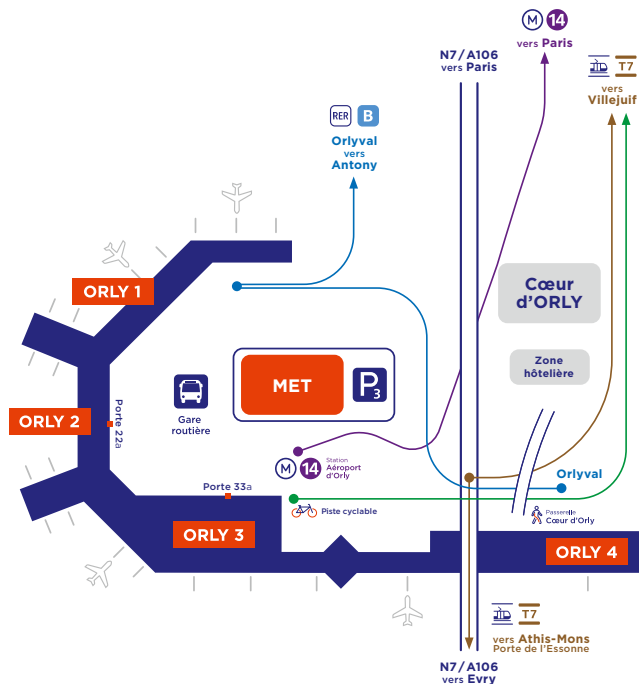 M 14
vers Paris
N7/A106
vers Paris
T7
vers
Villejuif
RER B
Orlyval
vers
Antony
ORLY 1
Cœur
d'ORLY
Zone
hôtelière
MET
P3
Gare
routière
ORLY 2
Porte 22a
M 14
Station
Aéroport
d'Orly
Orlyval
Porte 33a
Piste cyclable
Passerelle
Cœur d'Orly
ORLY 3
ORLY 4
T7
vers Athis-Mons
Porte de l'Essonne
N7/A106
vers Evry